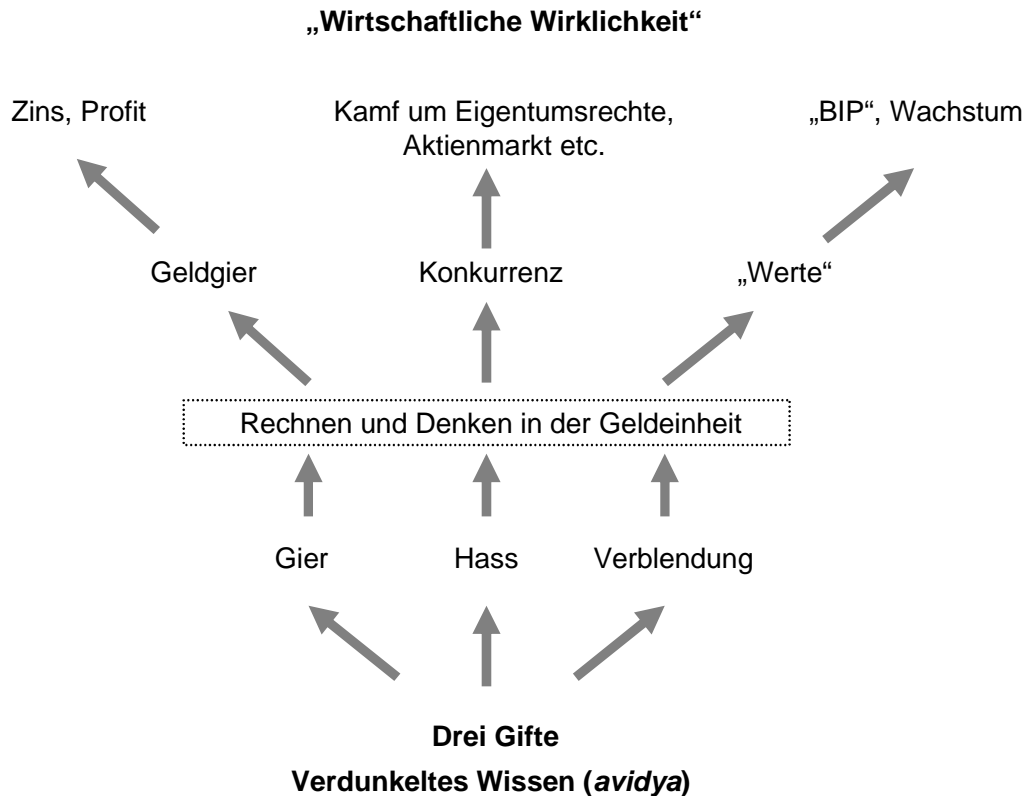 „Wirtschaftliche Wirklichkeit“
Zins, Profit
Kamf um Eigentumsrechte,
Aktienmarkt etc.
„BIP“, Wachstum
Geldgier
Konkurrenz
„Werte“
Rechnen und Denken in der Geldeinheit
Gier
Hass
Verblendung
Drei Gifte
Verdunkeltes Wissen (avidya)